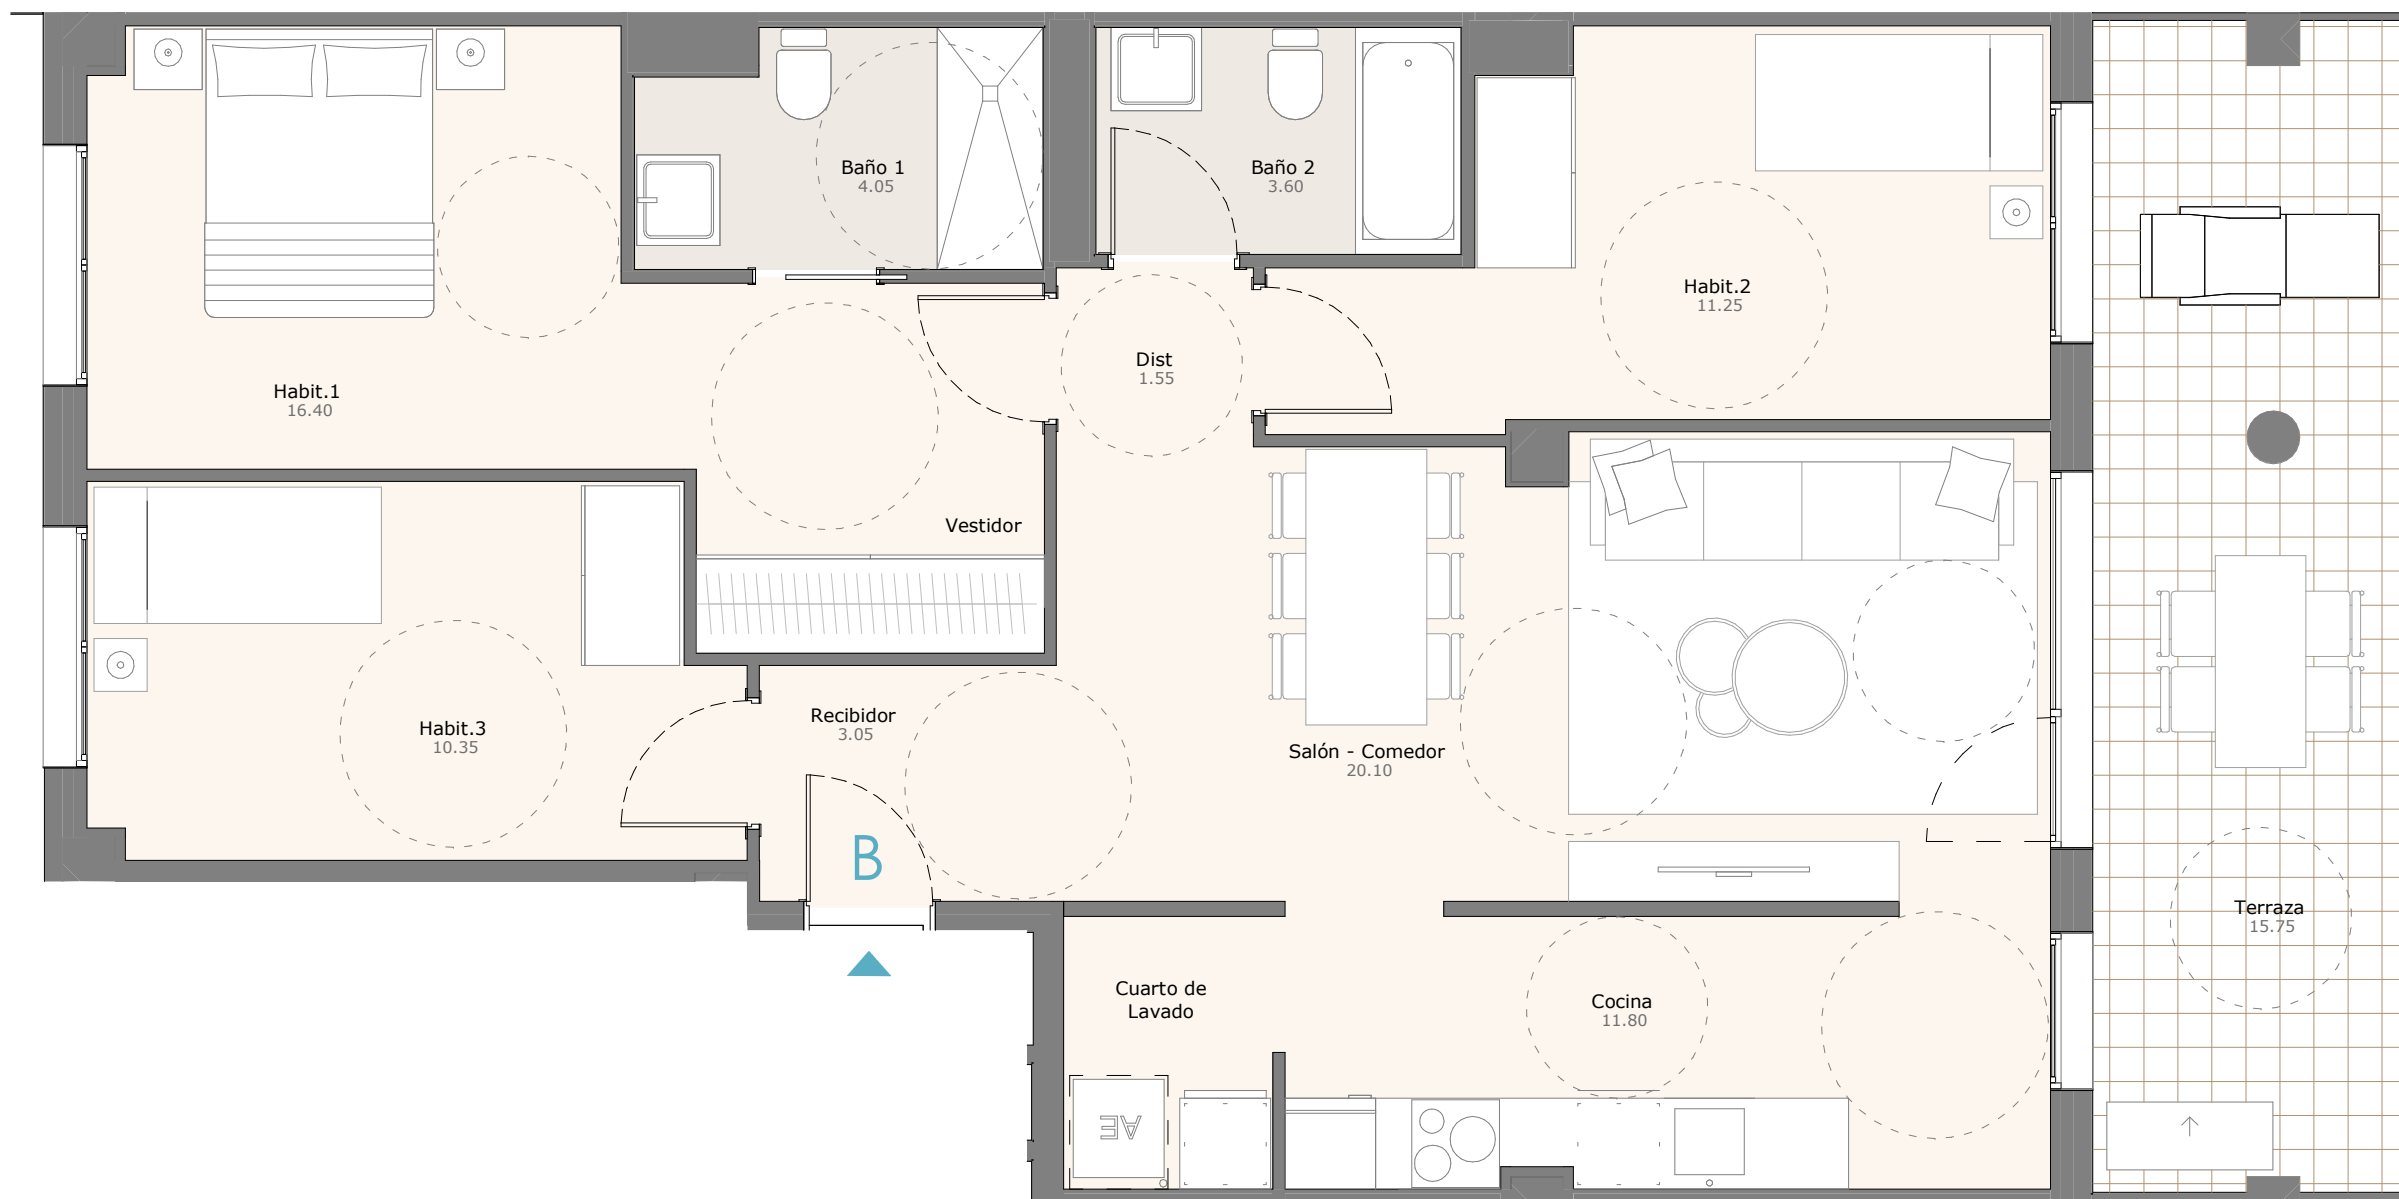 Baño 1
4.05
Baño 2
3.60
Habit.2
11.25
Dist
1.55
Habit.1
16.40
Vestidor
Habit.3
10.35
Recibidor
3.05
Salón - Comedor
20.10
B
Terraza
15.75
Cuarto de
Lavado
Cocina
11.80
AE